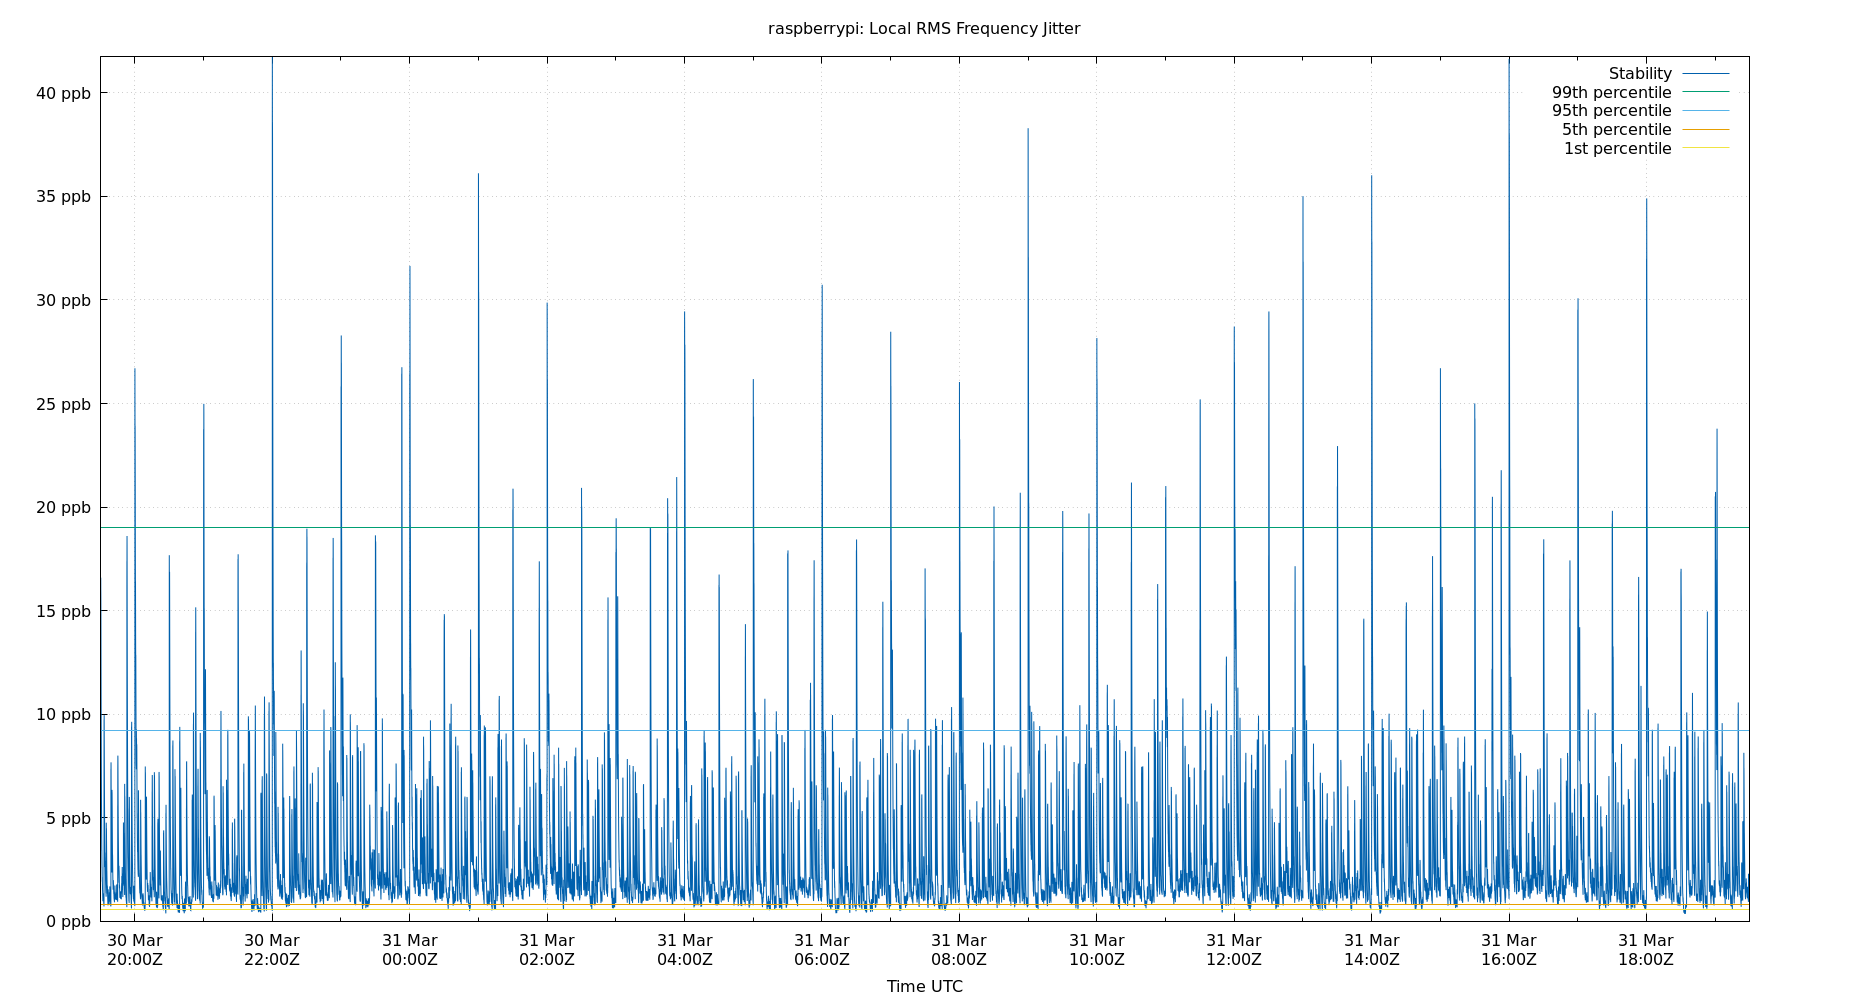 raspberrypi: Local RMS Frequency Jitter
Stability
99th percentile
95th percentile
5th percentile
1st percentile
40 ppb
35 ppb
30 ppb
25 ppb
20 ppb
15 ppb
10 ppb
5 ppb
0 ppb
30 Mar 30 Mar 31 Mar 31 Mar 31 Mar 31 Mar 31 Mar 31 Mar 31 Mar 31 Mar 31 Mar 31 Mar
20:00Z 22:00Z 00:00Z 02:00Z 04:00Z 06:00Z 08:00Z 10:00Z 12:00Z 14:00Z 16:00Z 18:00Z
Time UTC